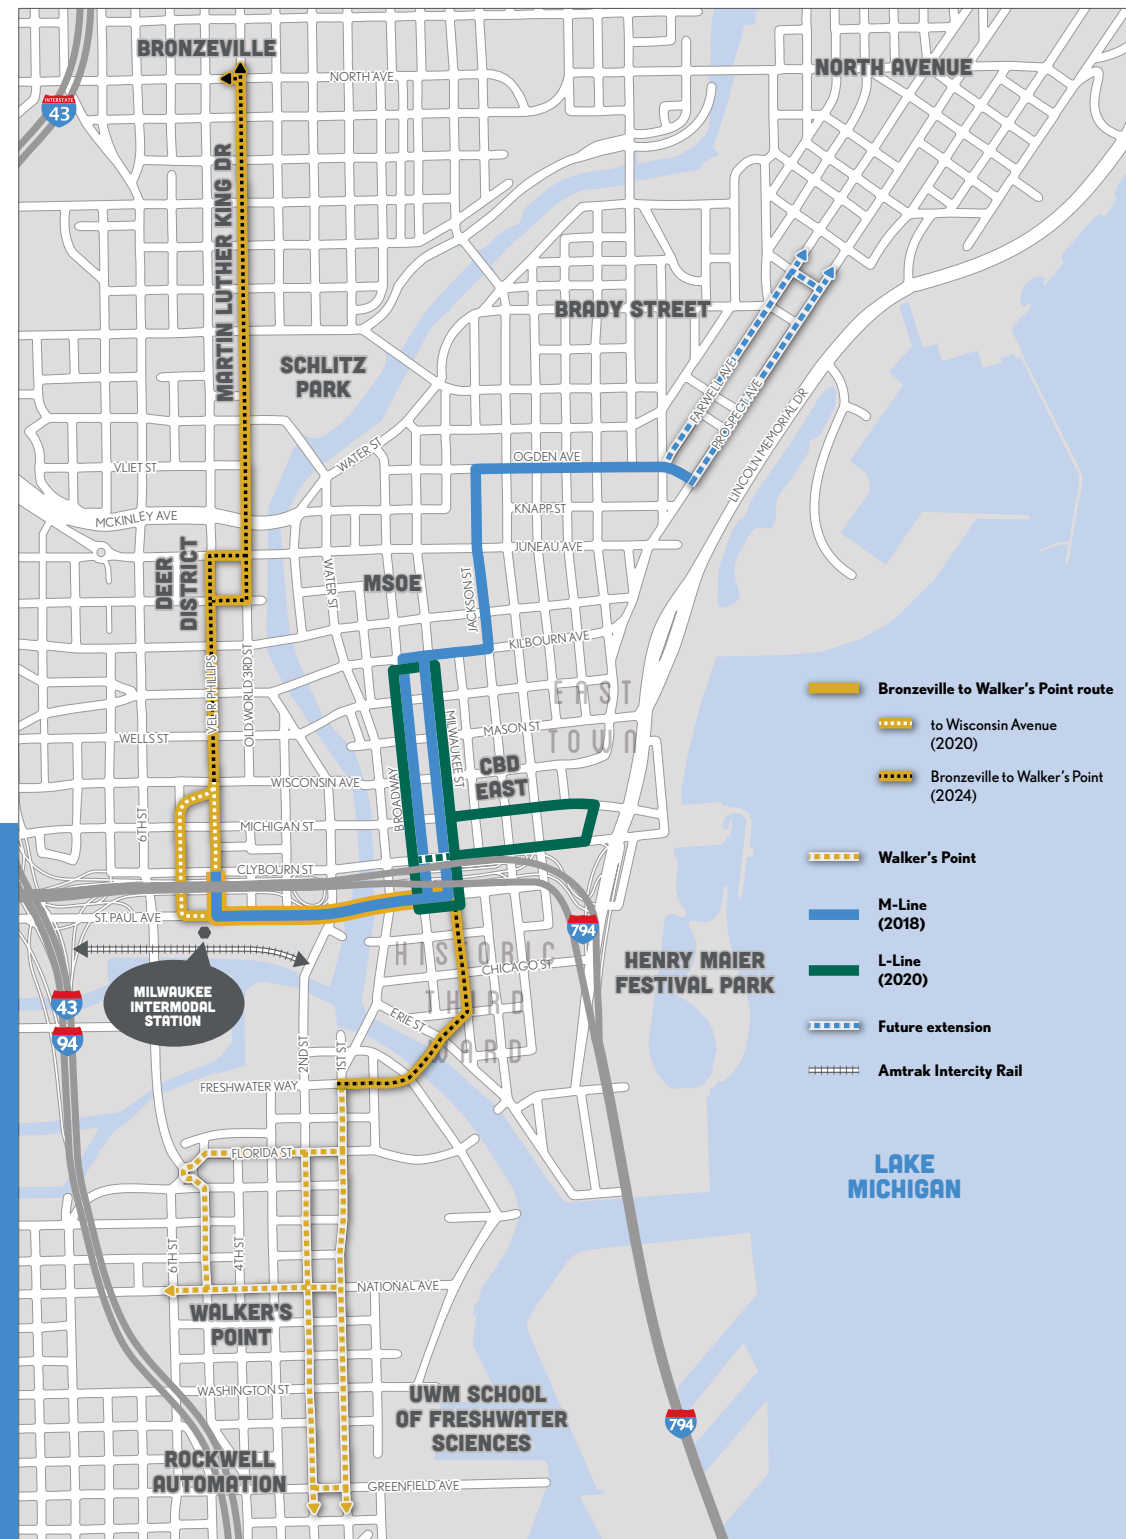 BRONZEVILLE
NORTH AVENUE
NORTH AVE
INTERSTATE
43
MARTIN LUTHER KING DR
BRADY STREET
SCHLITZ
PARK
FARWELL AVE
PROSPECT AVE
LINCOLN MEMORIAL DR
WATER ST
OGDEN AVE
VLIET ST
KNAPP ST
MCKINLEY AVE
JUNEAU AVE
DEER
DISTRICT
WATER ST
MSOE
JACKSON ST
KILBOURN AVE
VEL R. PHILLIPS
OLD WORLD 3RD ST
EAST
TOWN
MILWAUKEE ST
MASON ST
WELLS ST
CBD
EAST
WISCONSIN AVE
BROADWAY
6TH ST
MICHIGAN ST
CLYBOURN ST
ST. PAUL AVE
794
HISTORIC
THIRD
WARD
CHICAGO ST
HENRY MAIER
FESTIVAL PARK
MILWAUKEE
INTERMODAL
STATION
43
94
ERIE ST
2ND ST
1ST ST
FRESHWATER WAY
FLORIDA ST
6TH ST
4TH ST
NATIONAL AVE
WALKER'S
POINT
WASHINGTON ST
UWM SCHOOL
OF FRESHWATER
SCIENCES
794
ROCKWELL
AUTOMATION
GREENFIELD AVE
LAKE
MICHIGAN
Bronzeville to Walker's Point route
to Wisconsin Avenue
(2020)
Bronzeville to Walker's Point
(2024)
Walker's Point
M-Line
(2018)
L-Line
(2020)
Future extension
Amtrak Intercity Rail